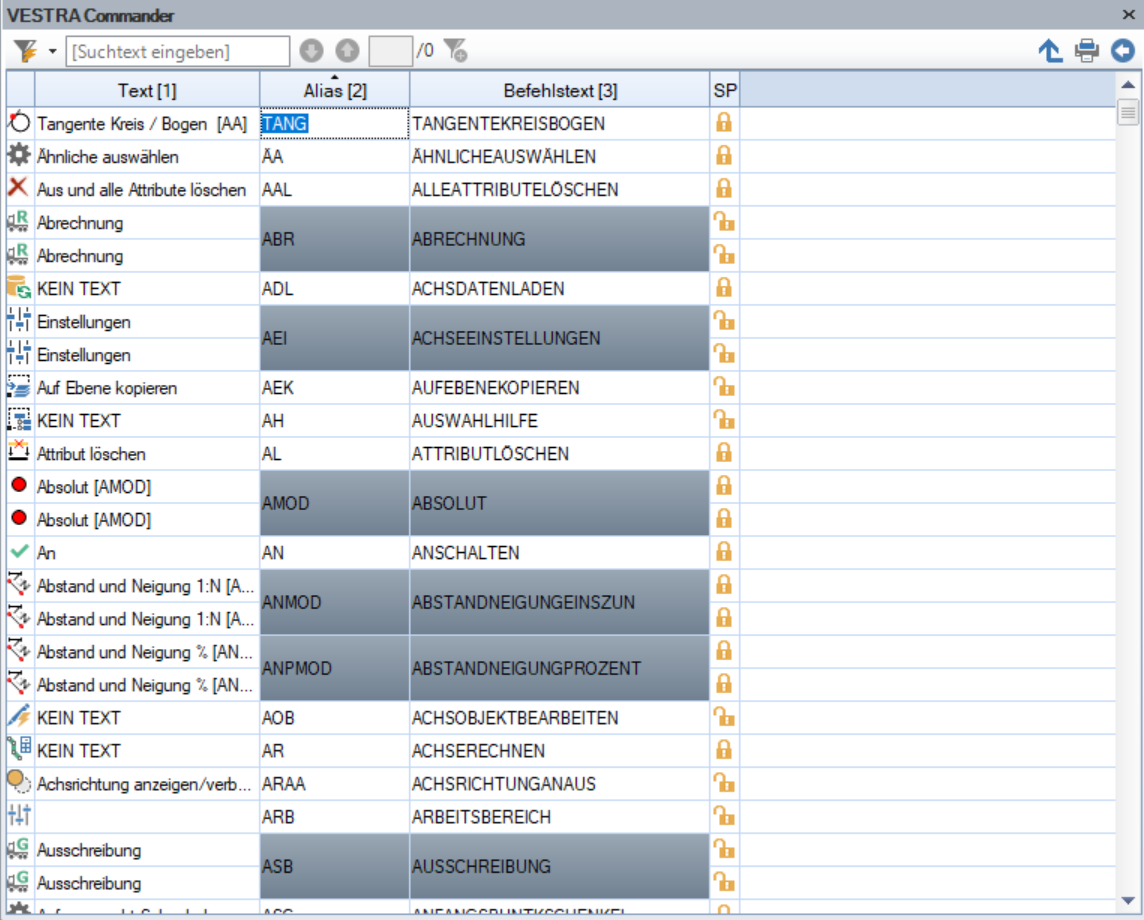 VESTRA Commander
[Suchtext eingeben] /0
Text [1] Alias [2] Befehlstext [3] SP
Tangente Kreis / Bogen [AA] TANG TANGENTEKREISBOGEN
Ähnliche auswählen ÄA ÄHNLICHEAUSWÄHLEN
Aus und alle Attribute löschen AAL ALLEATTRIBUTELÖSCHEN
Abrechnung
ABR ABRECHNUNG
Abrechnung
KEIN TEXT ADL ACHSDATENLADEN
Einstellungen
AEI ACHSEEINSTELLUNGEN
Einstellungen
Auf Ebene kopieren AEK AUFEBENEKOPIEREN
KEIN TEXT AH AUSWAHLHILFE
Attribut löschen AL ATTRIBUTLÖSCHEN
Absolut [AMOD]
AMOD ABSOLUT
Absolut [AMOD]
An AN ANSCHALTEN
Abstand und Neigung 1:N [A...
ANMOD ABSTANDNEIGUNGEINSZUN
Abstand und Neigung 1:N [A...
Abstand und Neigung % [AN...
ANPMOD ABSTANDNEIGUNGPROZENT
Abstand und Neigung % [AN...
KEIN TEXT AOB ACHSOBJEKTBEARBEITEN
KEIN TEXT AR ACHSERECHNEN
Achsrichtung anzeigen/verb... ARAA ACHSRICHTUNGANAUS
ARB ARBEITSBEREICH
Ausschreibung
ASB AUSSCHREIBUNG
Ausschreibung